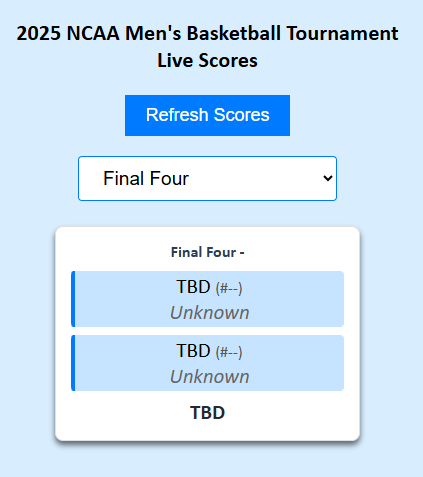 2025 NCAA Men's Basketball Tournament
Live Scores
Refresh Scores
Final Four
Final Four -
TBD (#--)
Unknown
TBD (#--)
Unknown
TBD